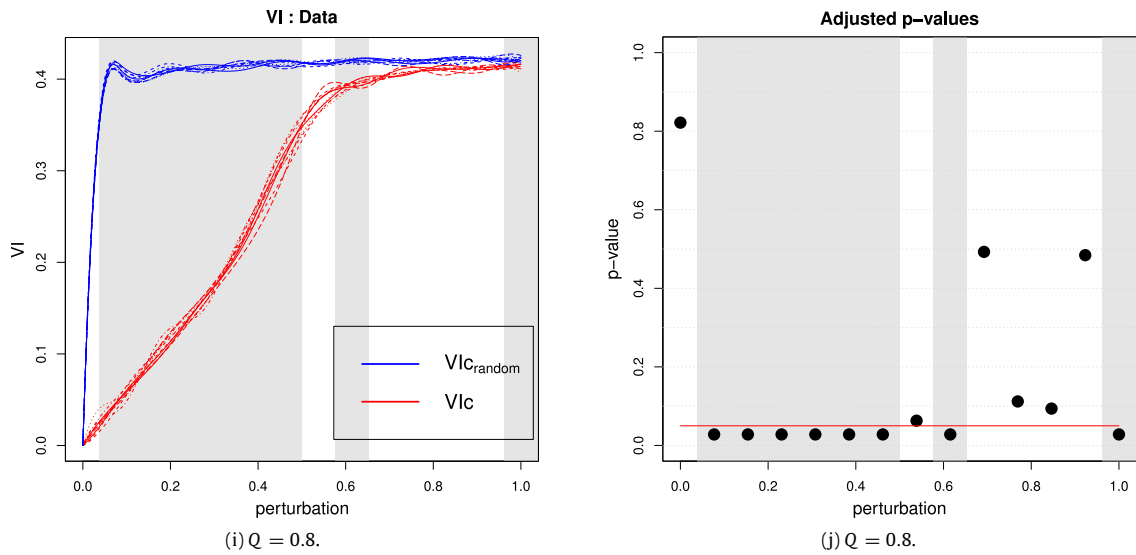 VI : Data
VI
0.4
0.3
0.2
0.1
0.0
VIc_random
VIc
0.0 0.2 0.4 0.6 0.8 1.0
perturbation
(i) Q = 0.8.
Adjusted p−values
p−value
1.0
0.8
0.6
0.4
0.2
0.0
0.0 0.2 0.4 0.6 0.8 1.0
perturbation
(j) Q = 0.8.